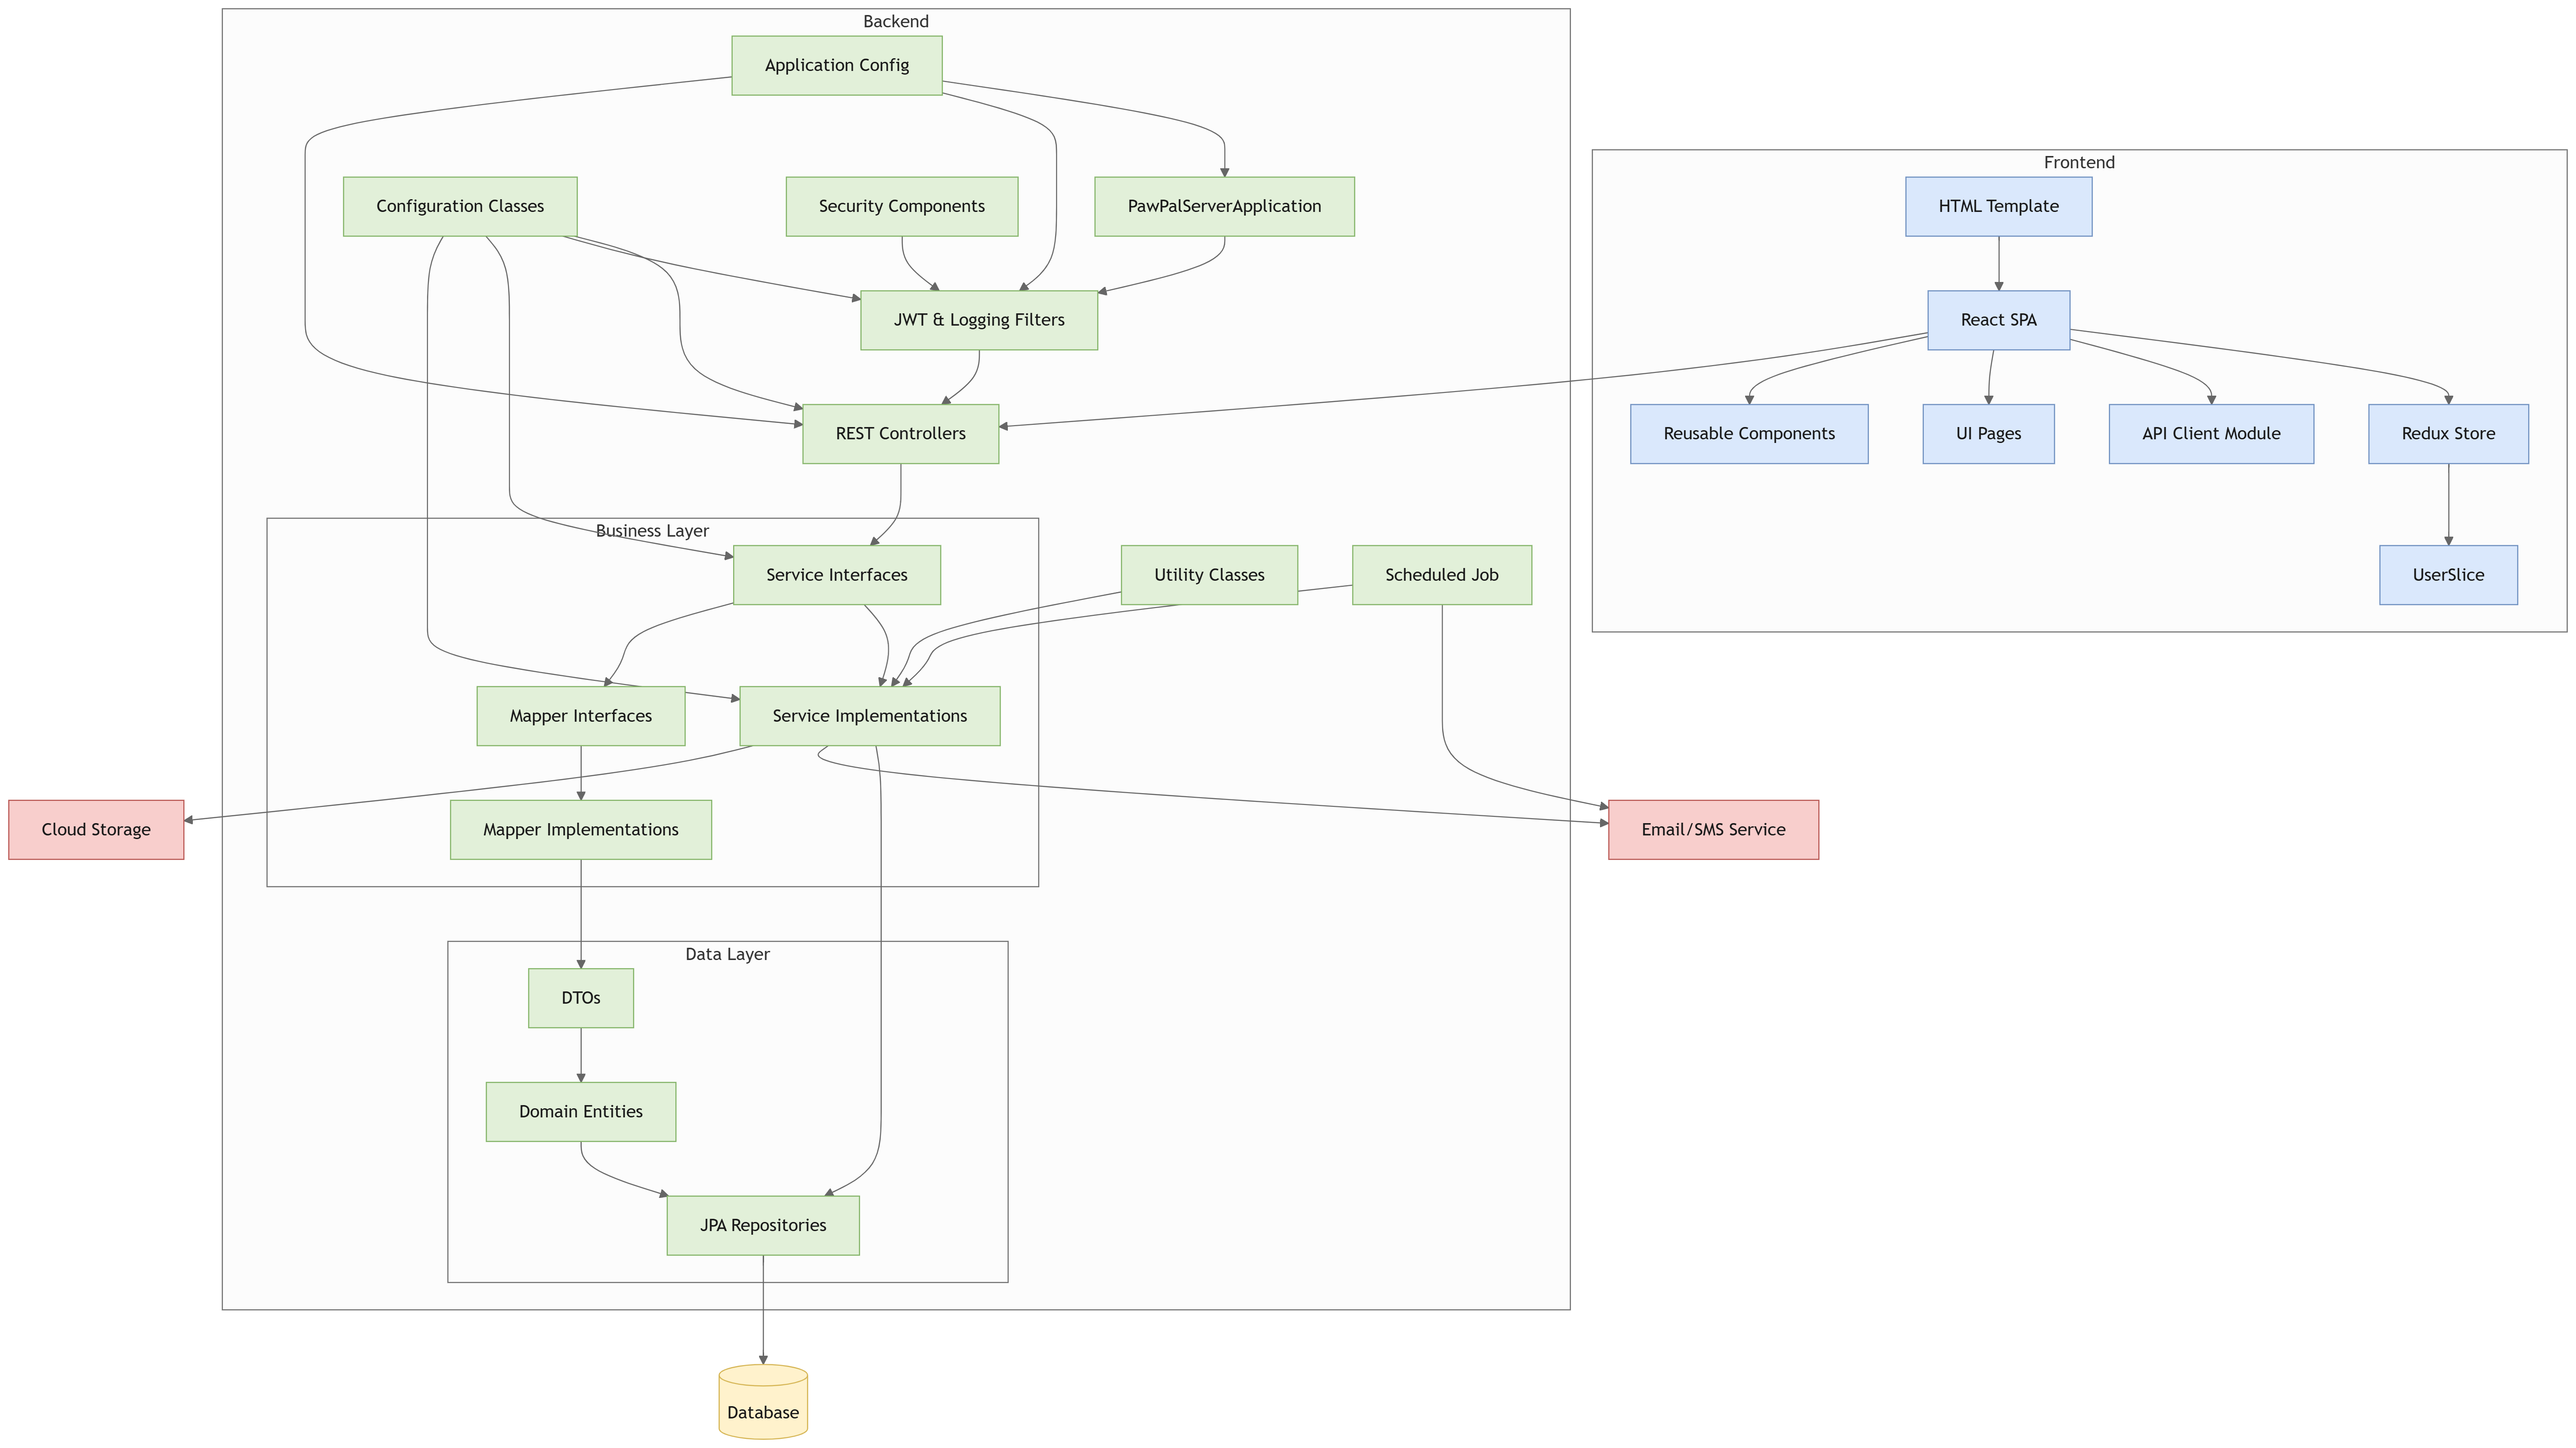 Backend
Application Config
Frontend
Configuration Classes
Security Components
PawPalServerApplication
HTML Template
JWT & Logging Filters
React SPA
REST Controllers
Reusable Components
UI Pages
API Client Module
Redux Store
Business Layer
Service Interfaces
Utility Classes
Scheduled Job
UserSlice
Mapper Interfaces
Service Implementations
Cloud Storage
Mapper Implementations
Email/SMS Service
Data Layer
DTOs
Domain Entities
JPA Repositories
Database